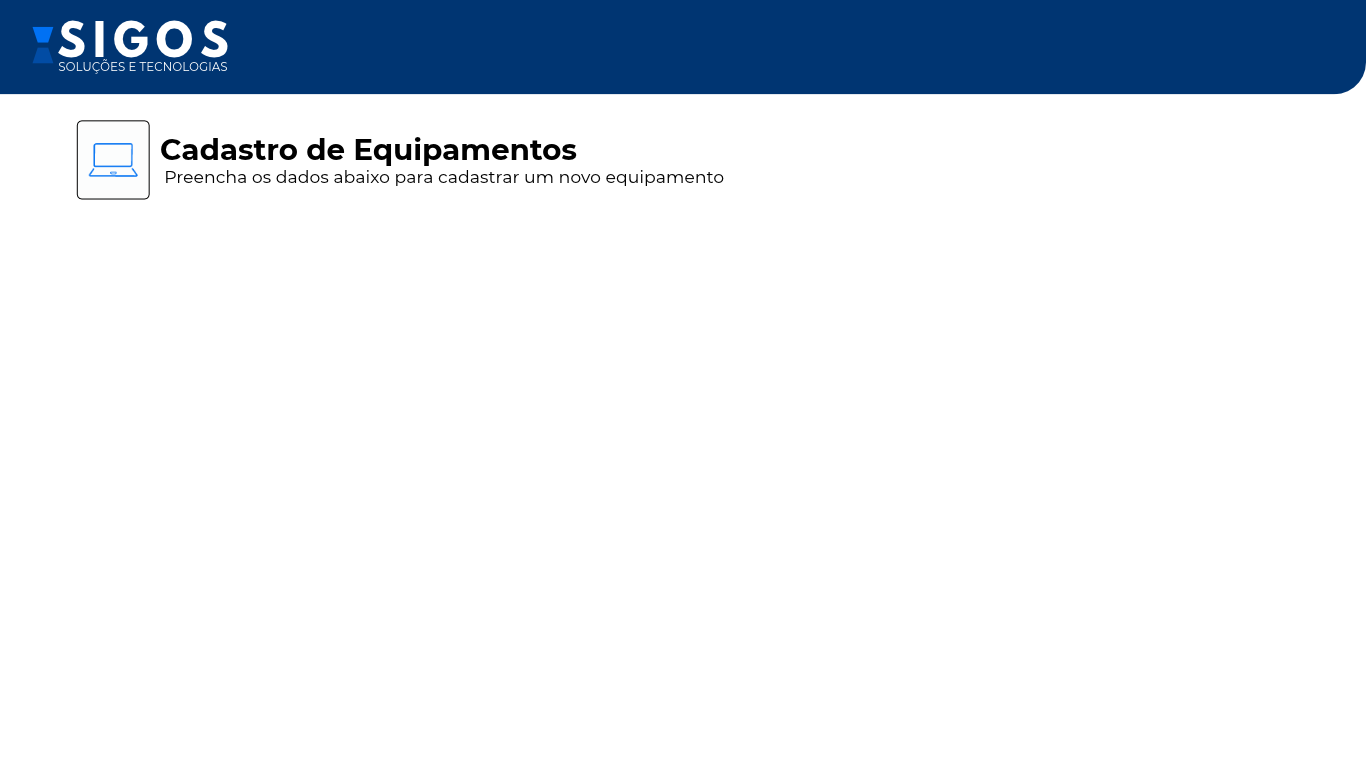 SIGOS
SOLUÇÕES E TECNOLOGIAS
Cadastro de Equipamentos
Preencha os dados abaixo para cadastrar um novo equipamento